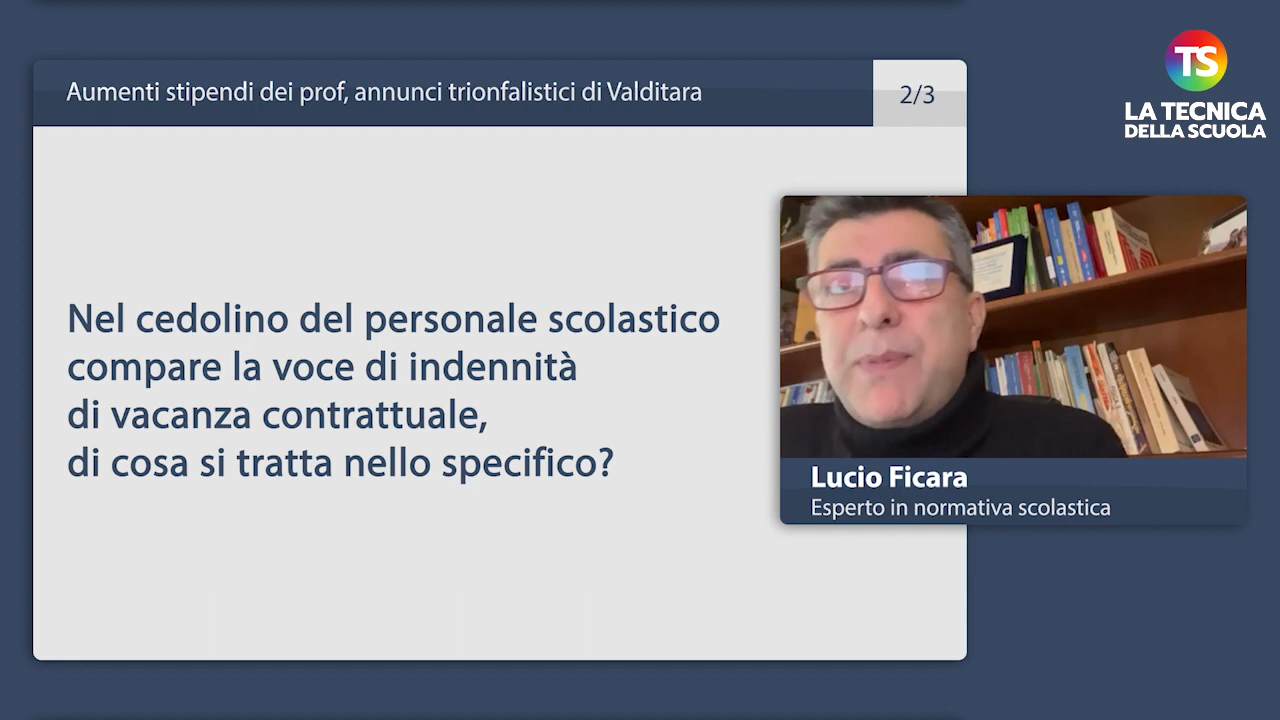 Aumenti stipendi dei prof, annunci trionfalistici di Valditara
2/3
TS
LA TECNICA
DELLA SCUOLA
Nel cedolino del personale scolastico
compare la voce di indennità
di vacanza contrattuale,
di cosa si tratta nello specifico?
Lucio Ficara
Esperto in normativa scolastica